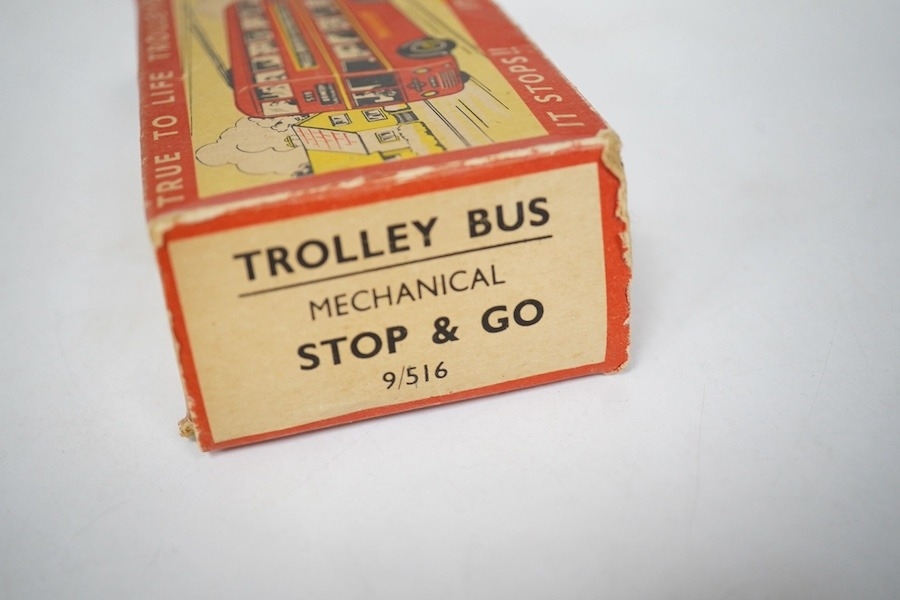 TRUE TO LIFE
IT STOPS!!
TROLLEY BUS
MECHANICAL
STOP & GO
9/516